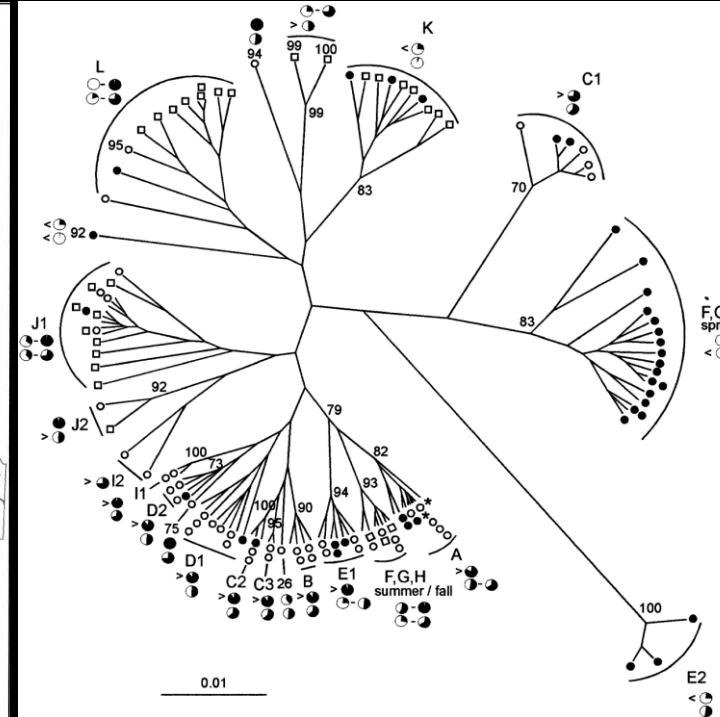 K
99 100
94
L
C1
99
95
83
70
92
F,G
spr
83
J1
92
J2
79
100
73
82
I2
I1
100
93
94
90
95
D2
75
*
*
D1
A
C2
C3
26
B
E1
F,G,H
summer / fall
100
0.01
E2